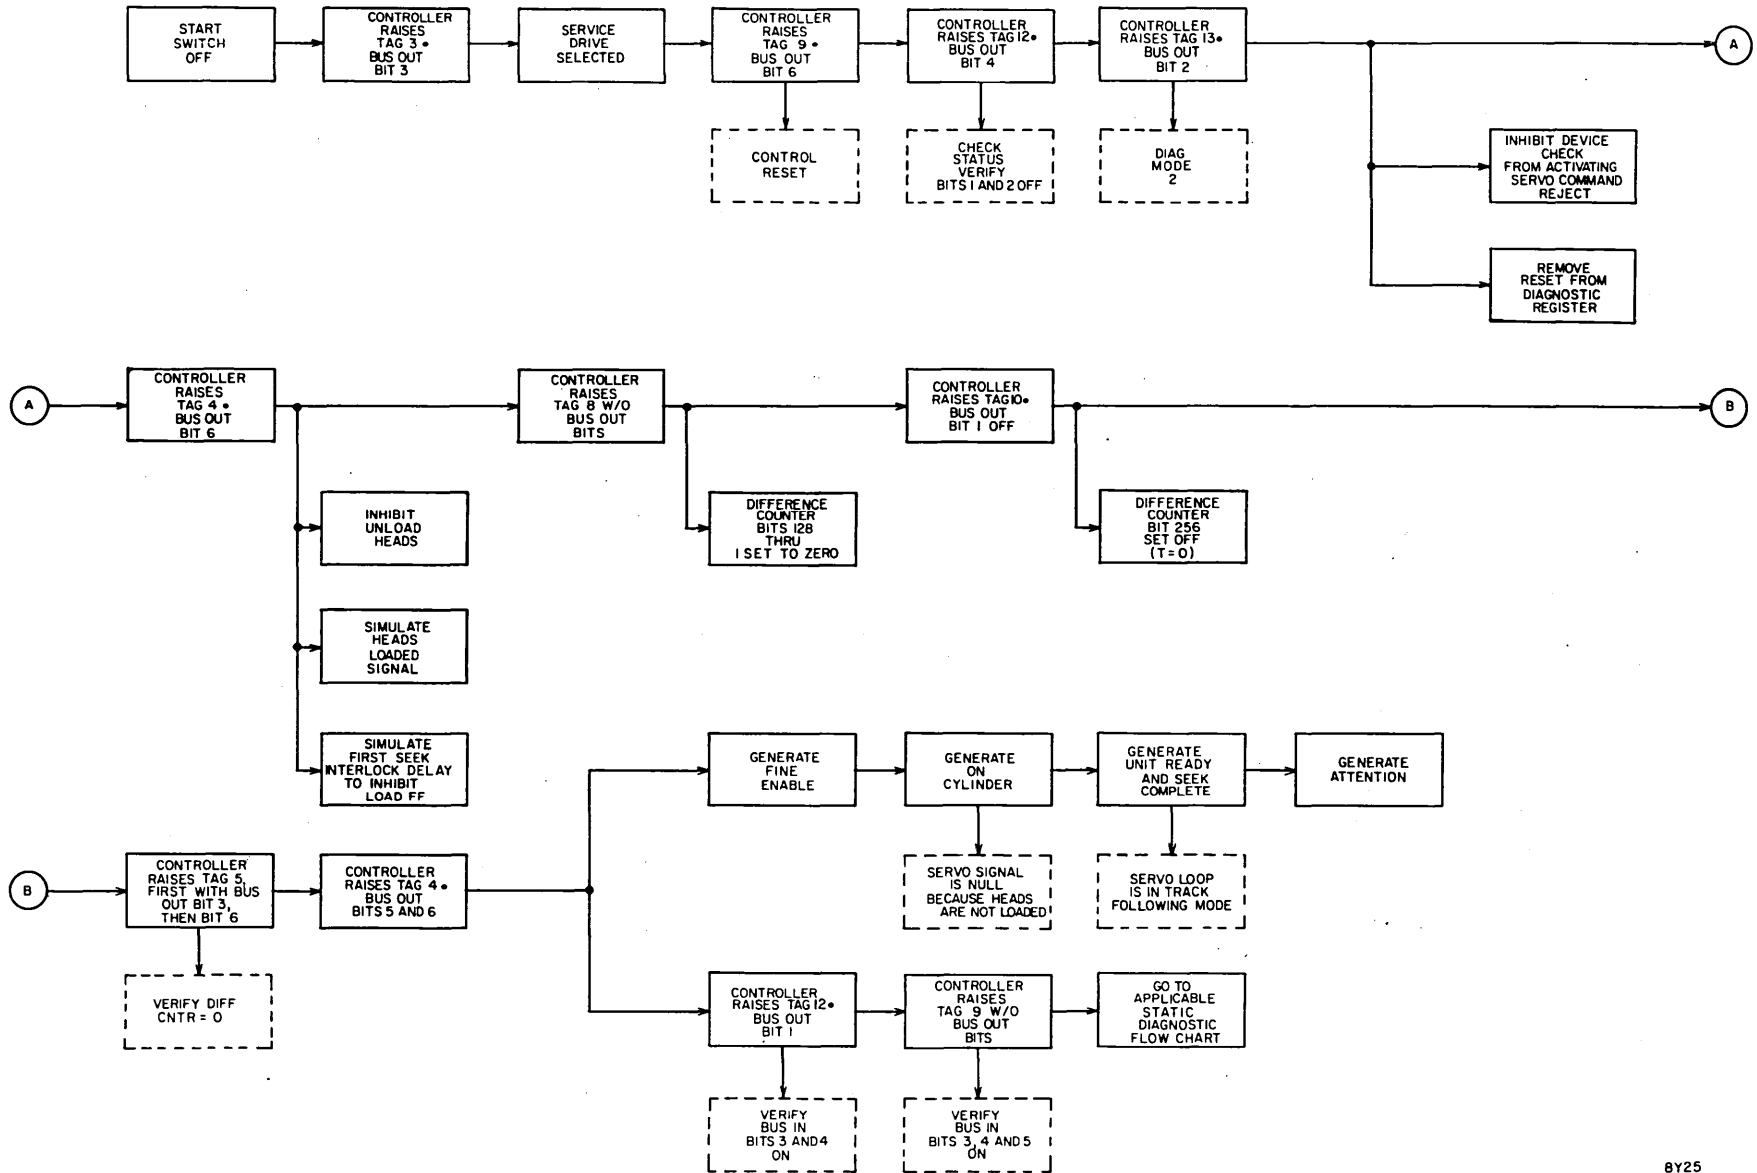 START
SWITCH
OFF
CONTROLLER
RAISES
TAG 3 •
BUS OUT
BIT 3
SERVICE
DRIVE
SELECTED
CONTROLLER
RAISES
TAG 9 •
BUS OUT
BIT 6
CONTROLLER
RAISES TAG 12•
BUS OUT
BIT 4
CONTROLLER
RAISES TAG 13•
BUS OUT
BIT 2
A
CONTROL
RESET
CHECK
STATUS
VERIFY
BITS 1 AND 2 OFF
DIAG
MODE
2
INHIBIT DEVICE
CHECK
FROM ACTIVATING
SERVO COMMAND
REJECT
REMOVE
RESET FROM
DIAGNOSTIC
REGISTER
A
CONTROLLER
RAISES
TAG 4 •
BUS OUT
BIT 6
CONTROLLER
RAISES
TAG 8 W/O
BUS OUT
BITS
CONTROLLER
RAISES TAG 10•
BUS OUT
BIT 1 OFF
B
INHIBIT
UNLOAD
HEADS
DIFFERENCE
COUNTER
BITS 128
THRU
1 SET TO ZERO
DIFFERENCE
COUNTER
BIT 256
SET OFF
(T=0)
SIMULATE
HEADS
LOADED
SIGNAL
SIMULATE
FIRST SEEK
INTERLOCK DELAY
TO INHIBIT
LOAD FF
GENERATE
FINE
ENABLE
GENERATE
ON
CYLINDER
GENERATE
UNIT READY
AND SEEK
COMPLETE
GENERATE
ATTENTION
B
CONTROLLER
RAISES TAG 5,
FIRST WITH BUS
OUT BIT 3,
THEN BIT 6
CONTROLLER
RAISES TAG 4 •
BUS OUT
BITS 5 AND 6
SERVO SIGNAL
IS NULL
BECAUSE HEADS
ARE NOT LOADED
SERVO LOOP
IS IN TRACK
FOLLOWING MODE
VERIFY DIFF
CNTR = 0
CONTROLLER
RAISES TAG 12•
BUS OUT
BIT 1
CONTROLLER
RAISES
TAG 9 W/O
BUS OUT
BITS
GO TO
APPLICABLE
STATIC
DIAGNOSTIC
FLOW CHART
VERIFY
BUS IN
BITS 3 AND 4
ON
VERIFY
BUS IN
BITS 3, 4 AND 5
ON
8Y25